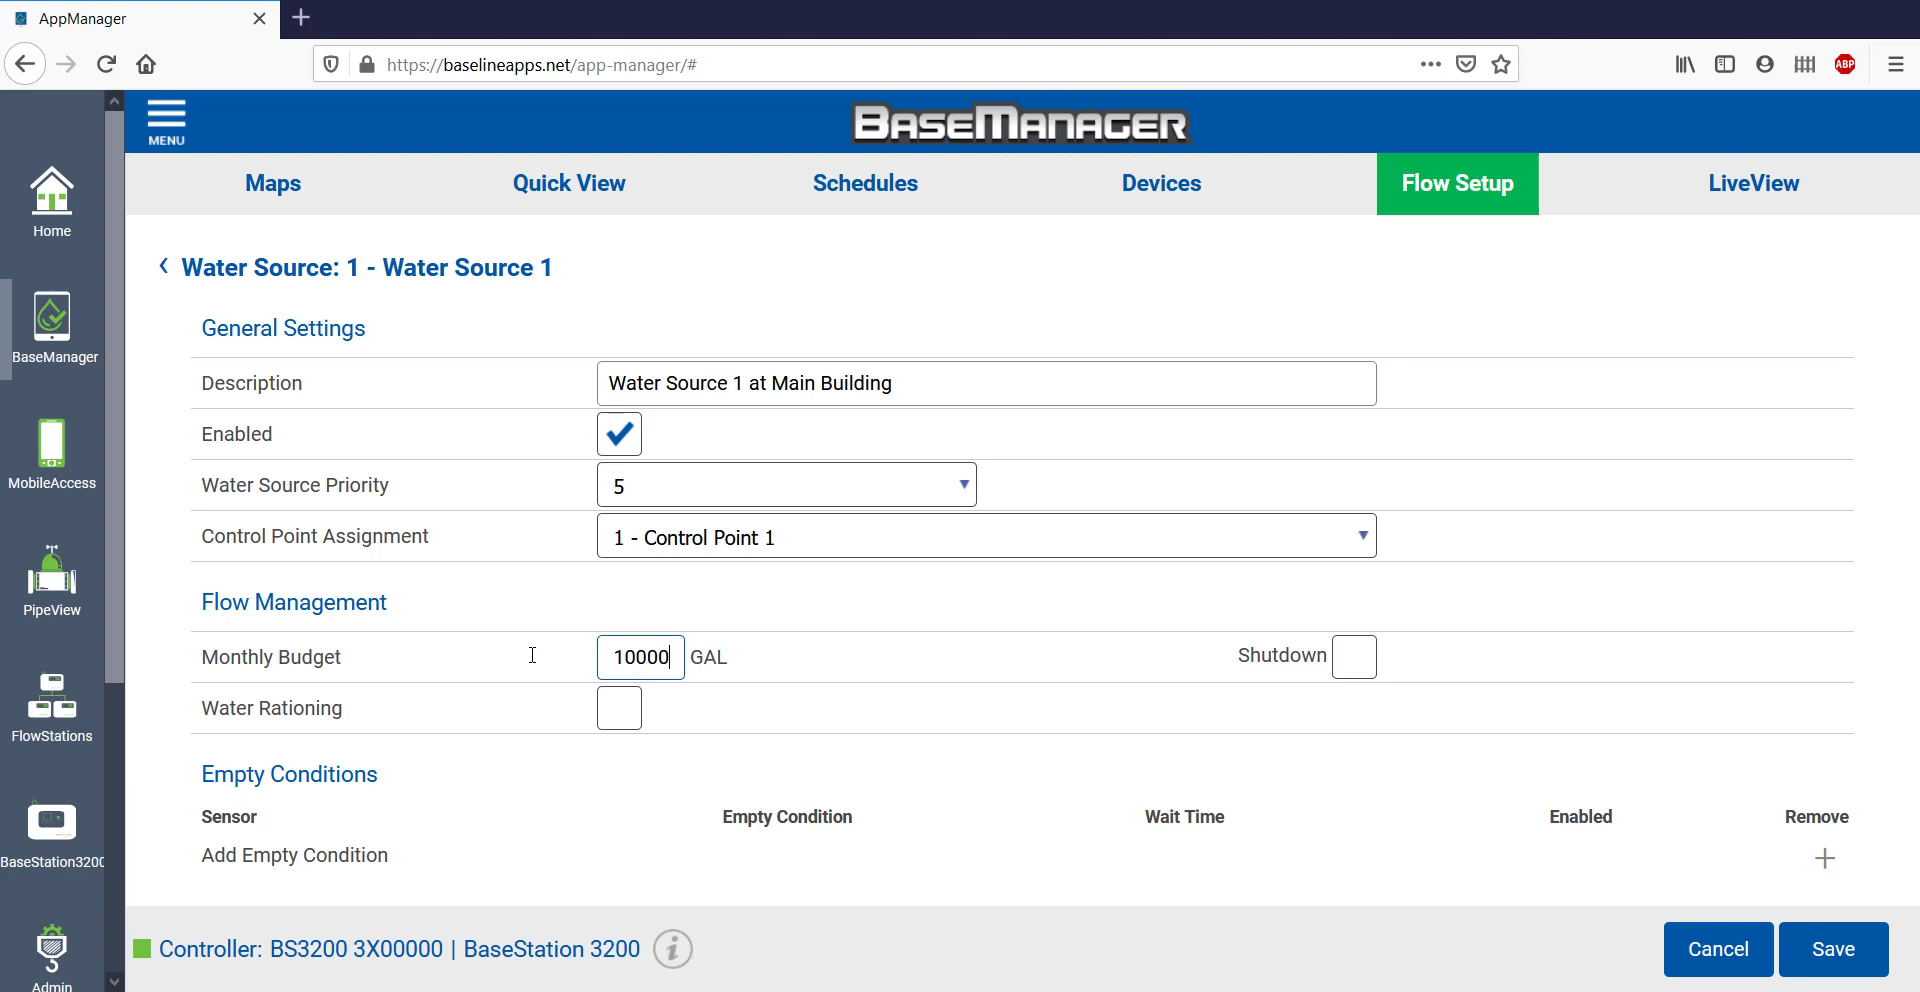 AppManager
https://baselineapps.net/app-manager/#
ABP
MENU
BaseManager
Maps
Quick View
Schedules
Devices
Flow Setup
LiveView
Home
BaseManager
MobileAccess
PipeView
FlowStations
BaseStation3200
Admin
‹ Water Source: 1 - Water Source 1
General Settings
Description
Water Source 1 at Main Building
Enabled
Water Source Priority
5
Control Point Assignment
1 - Control Point 1
Flow Management
Monthly Budget
10000 GAL
Shutdown
Water Rationing
Empty Conditions
Sensor
Empty Condition
Wait Time
Enabled
Remove
Add Empty Condition
Controller: BS3200 3X00000 | BaseStation 3200
Cancel
Save